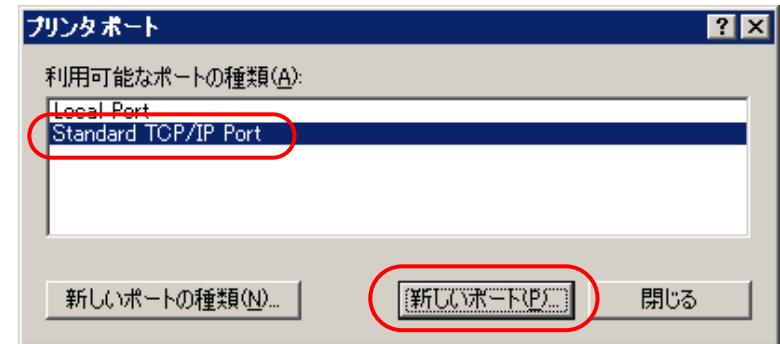 プリンタ ポート
利用可能なポートの種類(A):
Local Port
Standard TCP/IP Port
新しいポートの種類(N)... 新しいポート(P)... 閉じる